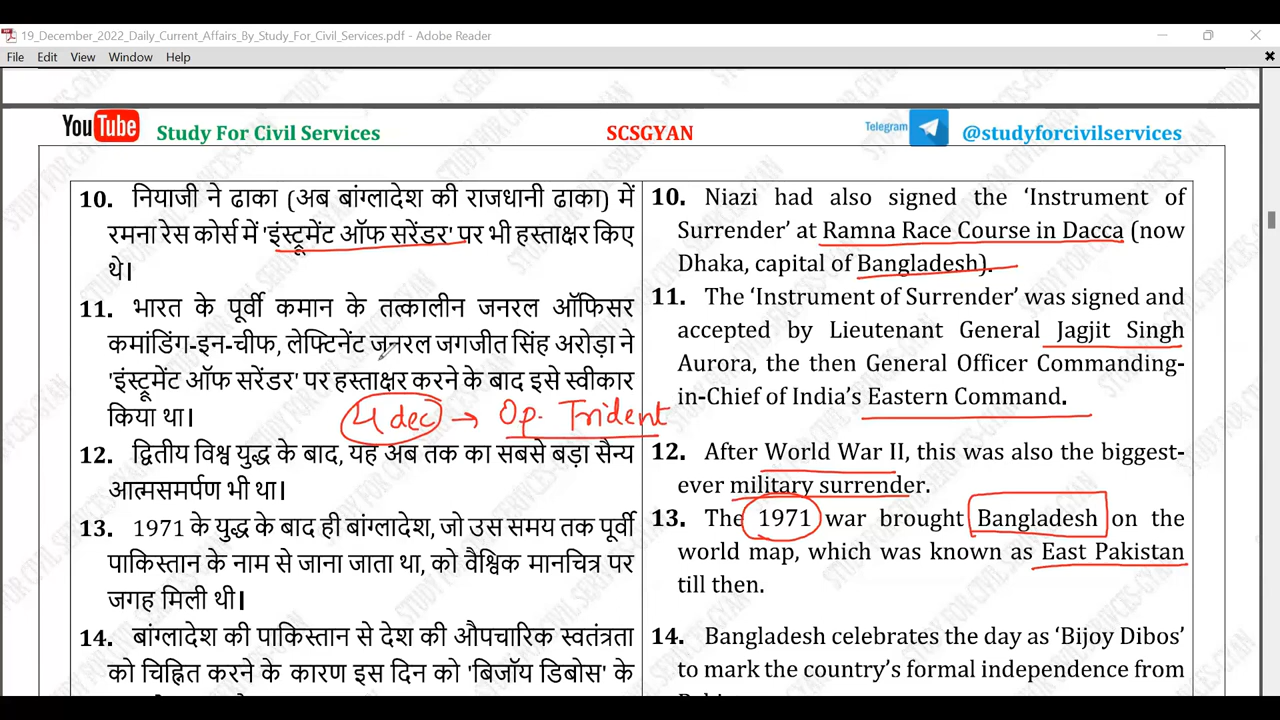 19_December_2022_Daily_Current_Affairs_By_Study_For_Civil_Services.pdf - Adobe Reader
File Edit View Window Help
YouTube Study For Civil Services SCSGYAN Telegram @studyforcivilservices
10. नियाजी ने ढाका (अब बांग्लादेश की राजधानी ढाका) में
रमना रेस कोर्स में 'इंस्ट्रूमेंट ऑफ सरेंडर' पर भी हस्ताक्षर किए
थे।
11. भारत के पूर्वी कमान के तत्कालीन जनरल ऑफिसर
कमांडिंग-इन-चीफ, लेफ्टिनेंट जनरल जगजीत सिंह अरोड़ा ने
'इंस्ट्रूमेंट ऑफ सरेंडर' पर हस्ताक्षर करने के बाद इसे स्वीकार
किया था।
4 dec → Op. Trident
12. द्वितीय विश्व युद्ध के बाद, यह अब तक का सबसे बड़ा सैन्य
आत्मसमर्पण भी था।
13. 1971 के युद्ध के बाद ही बांग्लादेश, जो उस समय तक पूर्वी
पाकिस्तान के नाम से जाना जाता था, को वैश्विक मानचित्र पर
जगह मिली थी।
14. बांग्लादेश की पाकिस्तान से देश की औपचारिक स्वतंत्रता
को चिह्नित करने के कारण इस दिन को 'बिजॉय डिबोस' के
10. Niazi had also signed the ‘Instrument of
Surrender’ at Ramna Race Course in Dacca (now
Dhaka, capital of Bangladesh).
11. The ‘Instrument of Surrender’ was signed and
accepted by Lieutenant General Jagjit Singh
Aurora, the then General Officer Commanding-
in-Chief of India’s Eastern Command.
12. After World War II, this was also the biggest-
ever military surrender.
13. The 1971 war brought Bangladesh on the
world map, which was known as East Pakistan
till then.
14. Bangladesh celebrates the day as ‘Bijoy Dibos’
to mark the country’s formal independence from